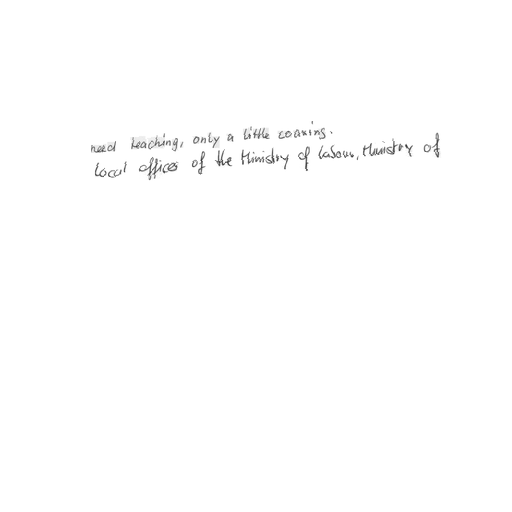 need teaching, only a little coaxing.
local offices of the Ministry of Labour, Ministry of